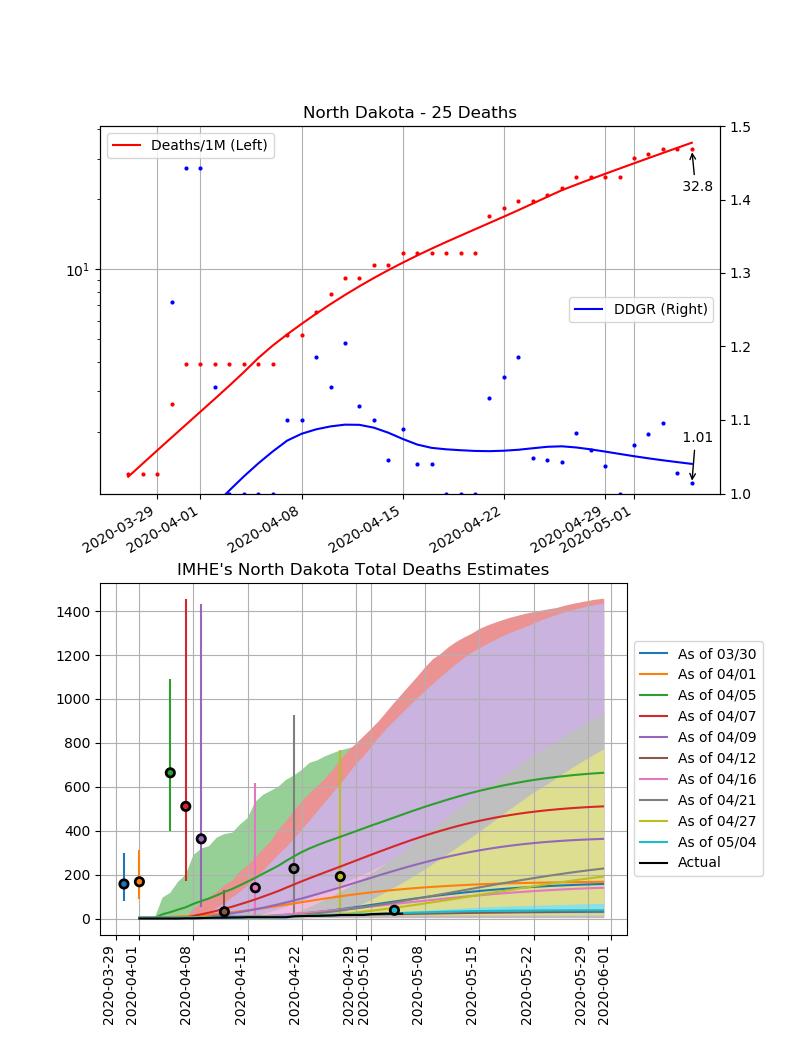 North Dakota - 25 Deaths
Deaths/1M (Left)
DDGR (Right)
32.8
1.01
10^1
1.5
1.4
1.3
1.2
1.1
1.0
2020-03-29
2020-04-01
2020-04-08
2020-04-15
2020-04-22
2020-04-29
2020-05-01
IMHE's North Dakota Total Deaths Estimates
1400
1200
1000
800
600
400
200
0
2020-03-29
2020-04-01
2020-04-08
2020-04-15
2020-04-22
2020-04-29
2020-05-01
2020-05-08
2020-05-15
2020-05-22
2020-05-29
2020-06-01
As of 03/30
As of 04/01
As of 04/05
As of 04/07
As of 04/09
As of 04/12
As of 04/16
As of 04/21
As of 04/27
As of 05/04
Actual